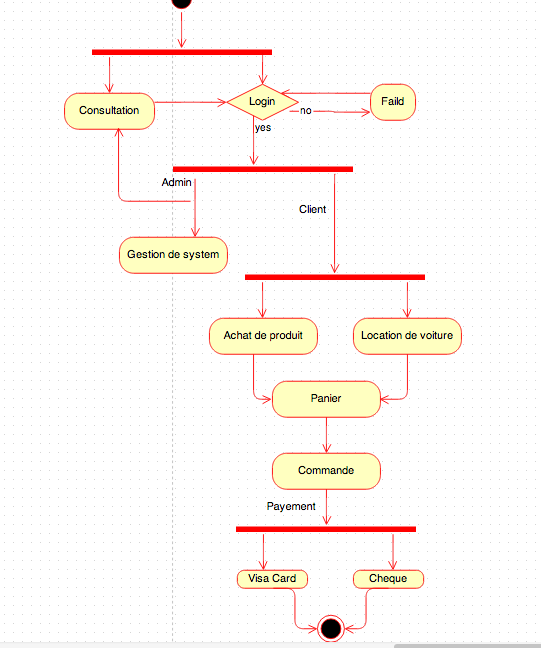 Consultation
Login
Faild
no
yes
Admin
Client
Gestion de system
Achat de produit
Location de voiture
Panier
Commande
Payement
Visa Card
Cheque